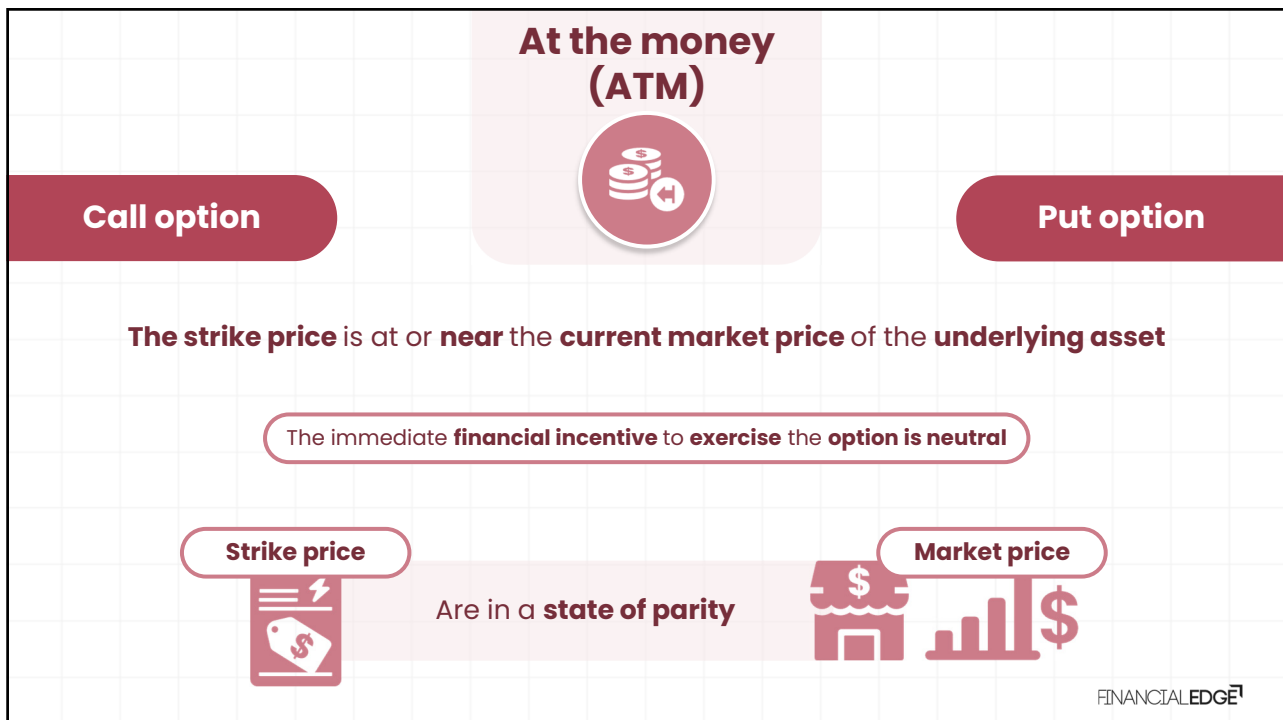 At the money
(ATM)
Call option
Put option
The strike price is at or near the current market price of the underlying asset
The immediate financial incentive to exercise the option is neutral
Strike price
Market price
Are in a state of parity
FINANCIALEDGE